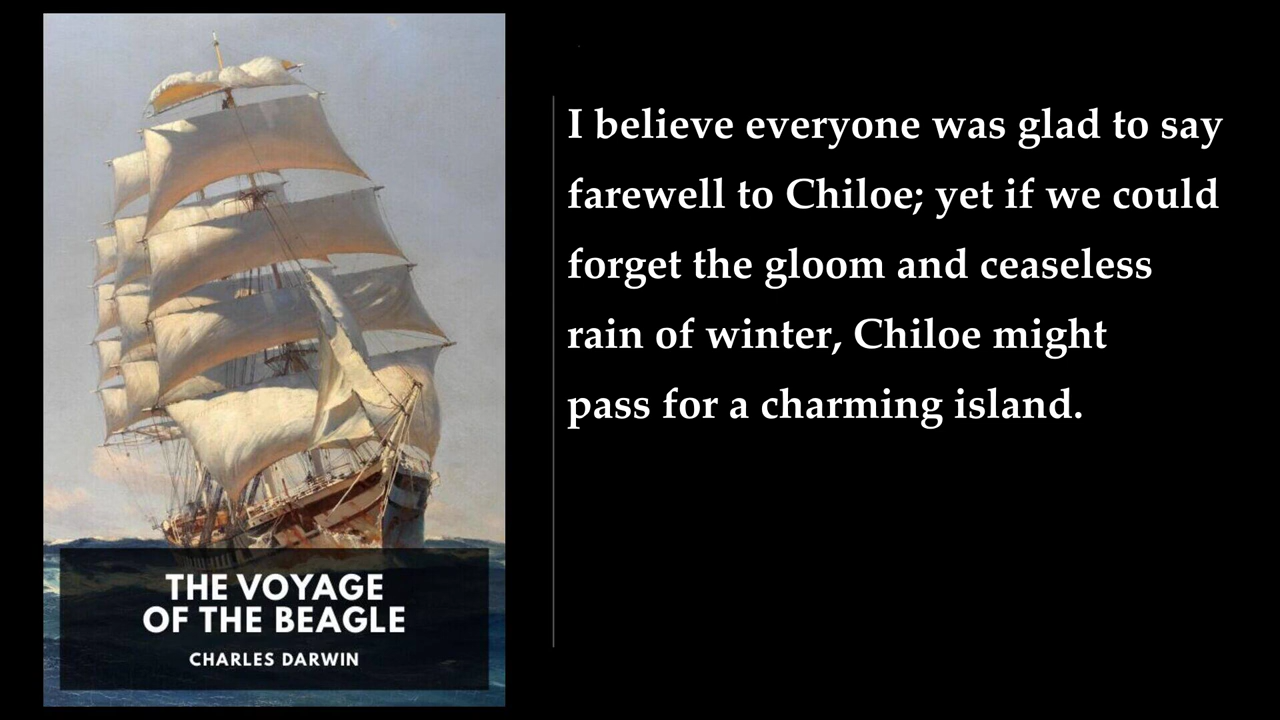 THE VOYAGE
OF THE BEAGLE
CHARLES DARWIN
I believe everyone was glad to say
farewell to Chiloe; yet if we could
forget the gloom and ceaseless
rain of winter, Chiloe might
pass for a charming island.